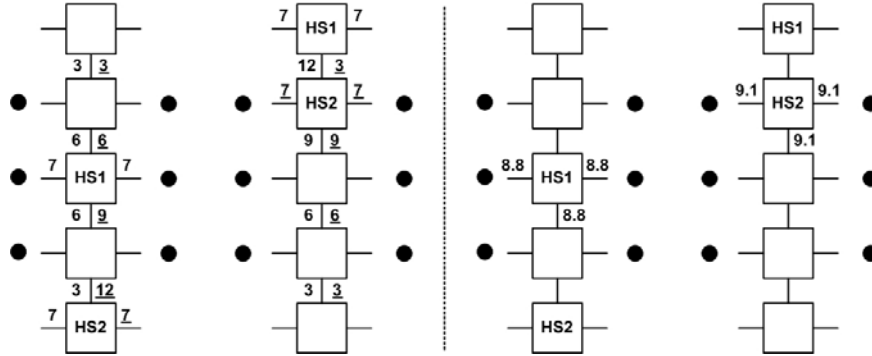 7 HS1 7
3 3 12 3
7 HS2 7 9.1 HS2 9.1
6 6 9 9 9.1
7 HS1 7 8.8 HS1 8.8
6 9 6 6 8.8
3 12 3 3
7 HS2 7 HS2
HS1